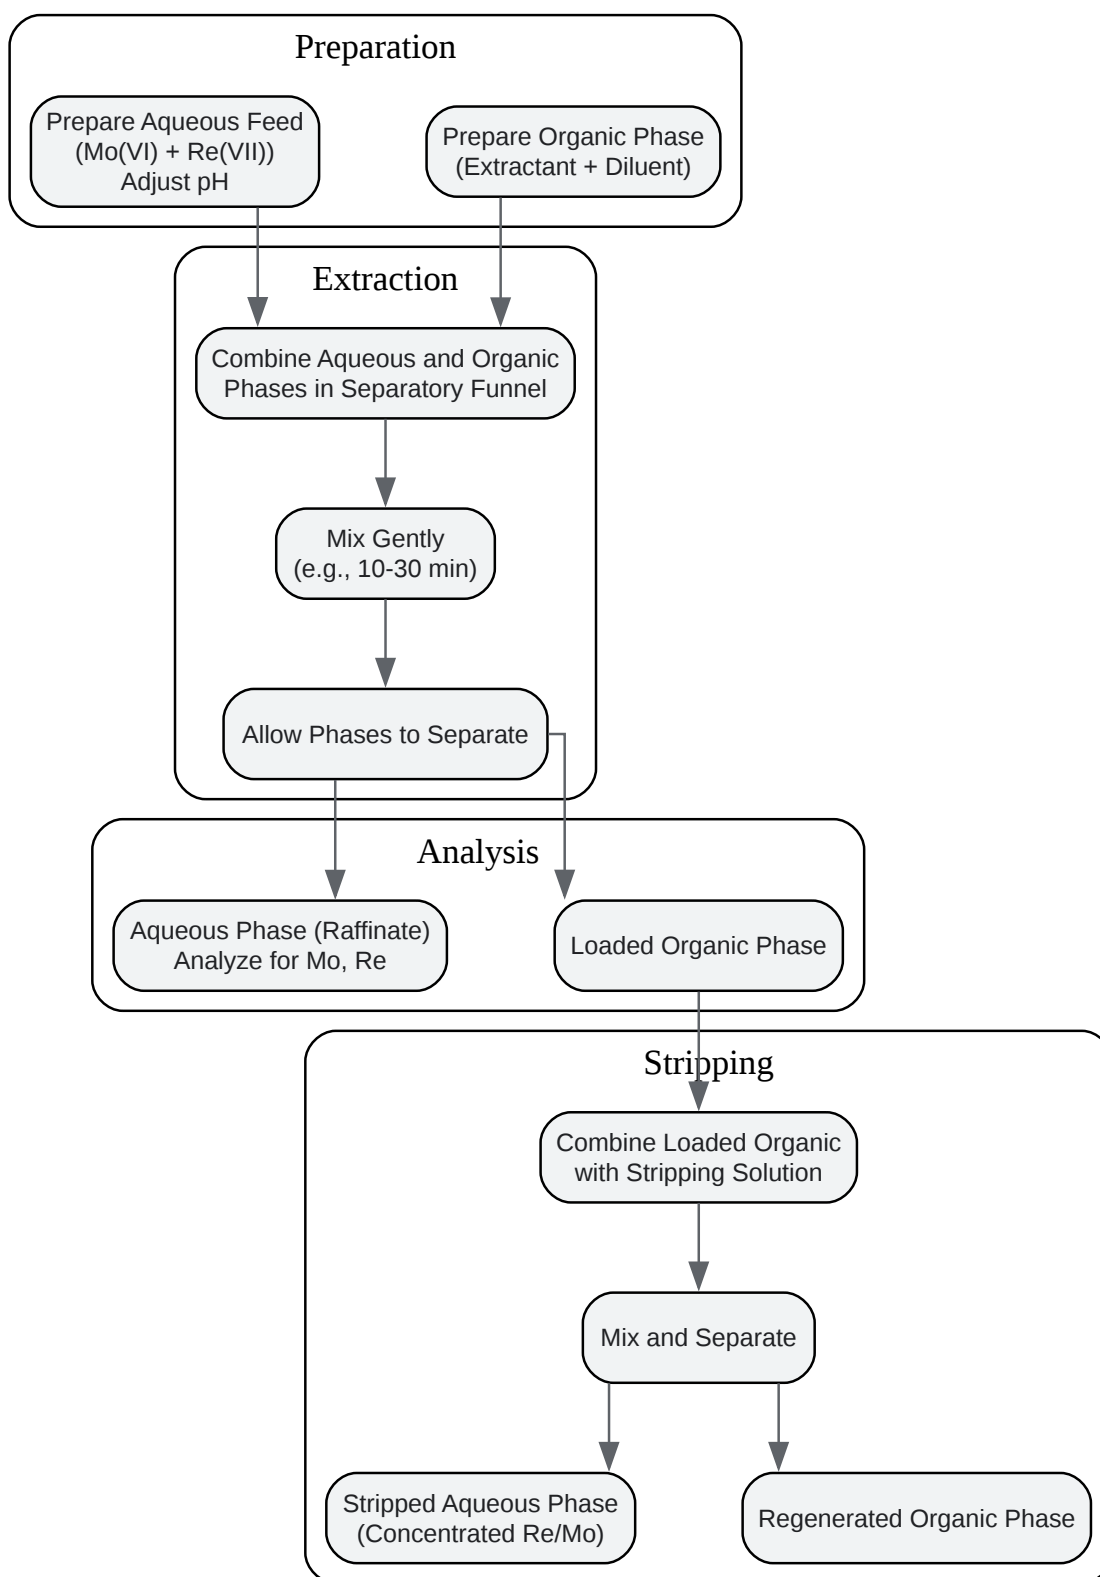 Preparation
Prepare Aqueous Feed
(Mo(VI) + Re(VII))
Adjust pH
Prepare Organic Phase
(Extractant + Diluent)
Extraction
Combine Aqueous and Organic
Phases in Separatory Funnel
Mix Gently
(e.g., 10-30 min)
Allow Phases to Separate
Analysis
Aqueous Phase (Raffinate)
Analyze for Mo, Re
Loaded Organic Phase
Stripping
Combine Loaded Organic
with Stripping Solution
Mix and Separate
Stripped Aqueous Phase
(Concentrated Re/Mo)
Regenerated Organic Phase